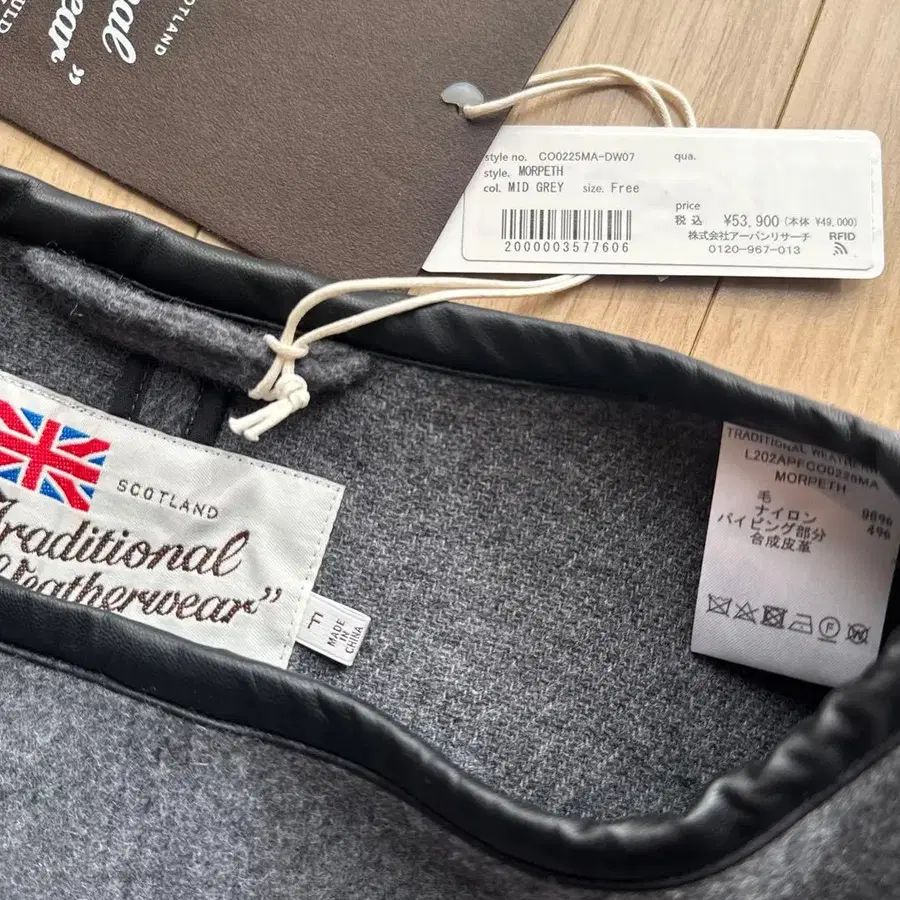 SCOTLAND
style no. CO0225MA-DW07 qua.
style. MORPETH
col. MID GREY size. Free
price
税込 ¥53,900 (本体 ¥49,000)
株式会社アーバンリサーチ RFID
2000003577606
0120-967-013
SCOTLAND
Traditional
Weatherwear”
F
MADE IN
CHINA
TRADITIONAL
MORPETH
毛 96%
ナイロン 4%
パイピング部分
合成皮革